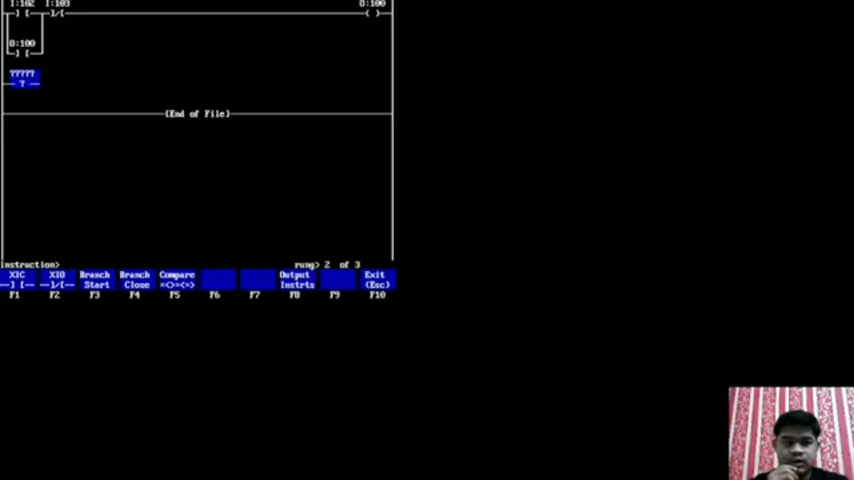 I:102 I:103 O:100
] [ ]/[ ( )
O:100
] [
?????
?
[End of File]
instruction> rung> 2 of 3
XIC XIO Branch Branch Compare Output Exit
--] [-- --]/[-- Start Close =<>=<=> Instrts (Esc)
F1 F2 F3 F4 F5 F6 F7 F8 F9 F10